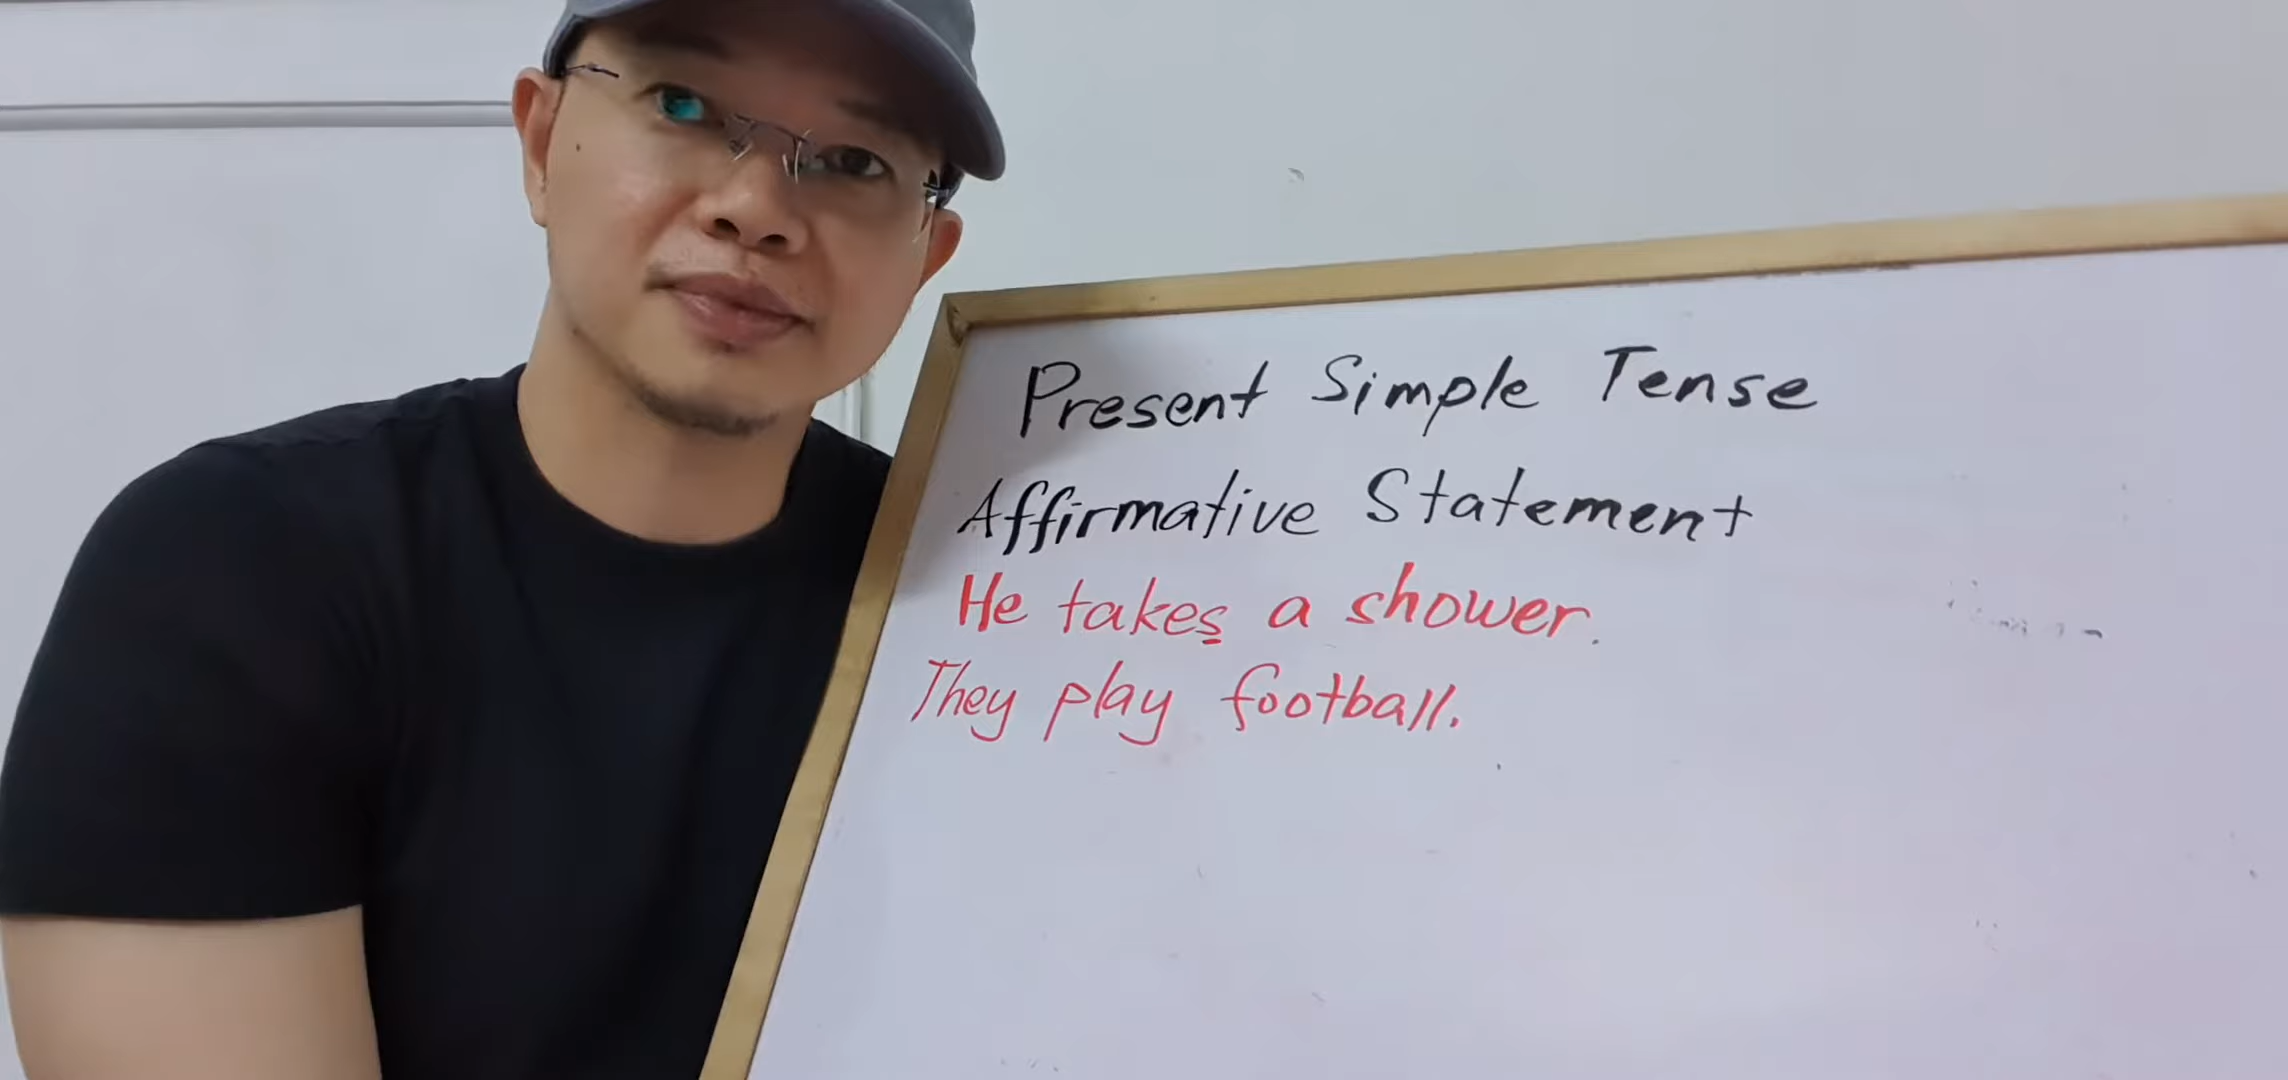 Present Simple Tense
Affirmative Statement
He takes a shower.
They play football.